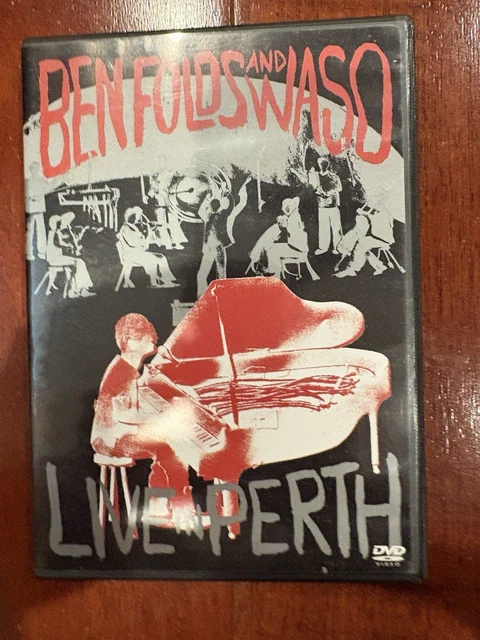 BEN FOLDS AND WASO
LIVE IN PERTH
DVD
VIDEO